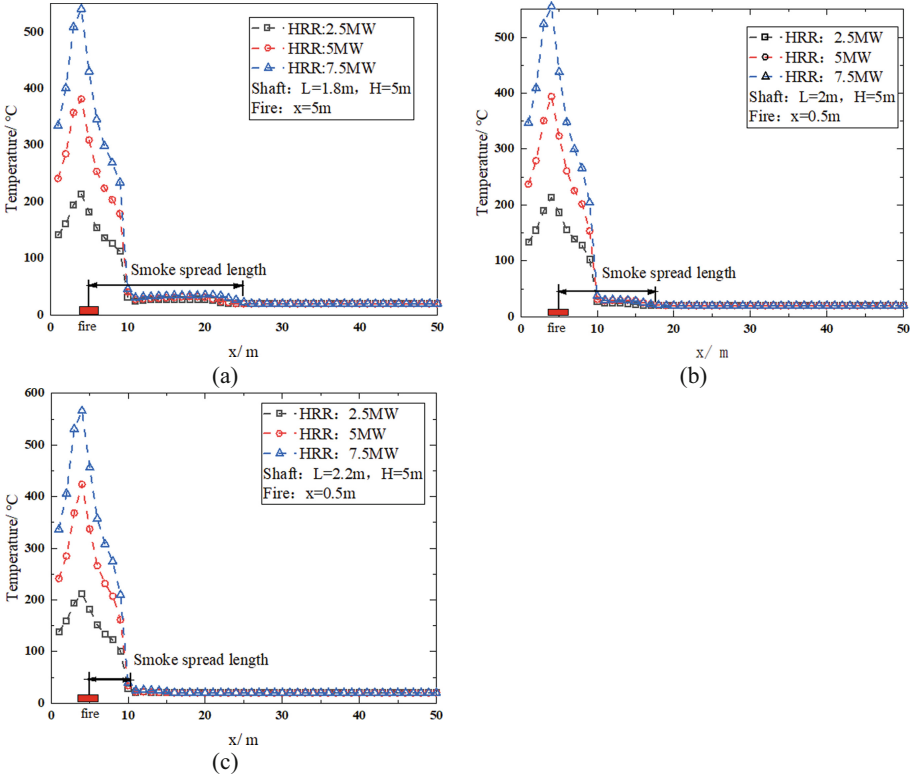 (a)
500
400
300
200
100
0
Temperature/ °C
HRR:2.5MW
HRR:5MW
HRR:7.5MW
Shaft: L=1.8m, H=5m
Fire: x=5m
Smoke spread length
fire
0 10 20 30 40 50
x/ m
(a)
500
400
300
200
100
0
Temperature/ °C
HRR: 2.5MW
HRR: 5MW
HRR: 7.5MW
Shaft: L=2m, H=5m
Fire: x=0.5m
Smoke spread length
fire
0 10 20 30 40 50
x/ m
(b)
600
500
400
300
200
100
0
Temperature/ °C
HRR: 2.5MW
HRR: 5MW
HRR: 7.5MW
Shaft: L=2.2m, H=5m
Fire: x=0.5m
Smoke spread length
fire
0 10 20 30 40 50
x/ m
(c)